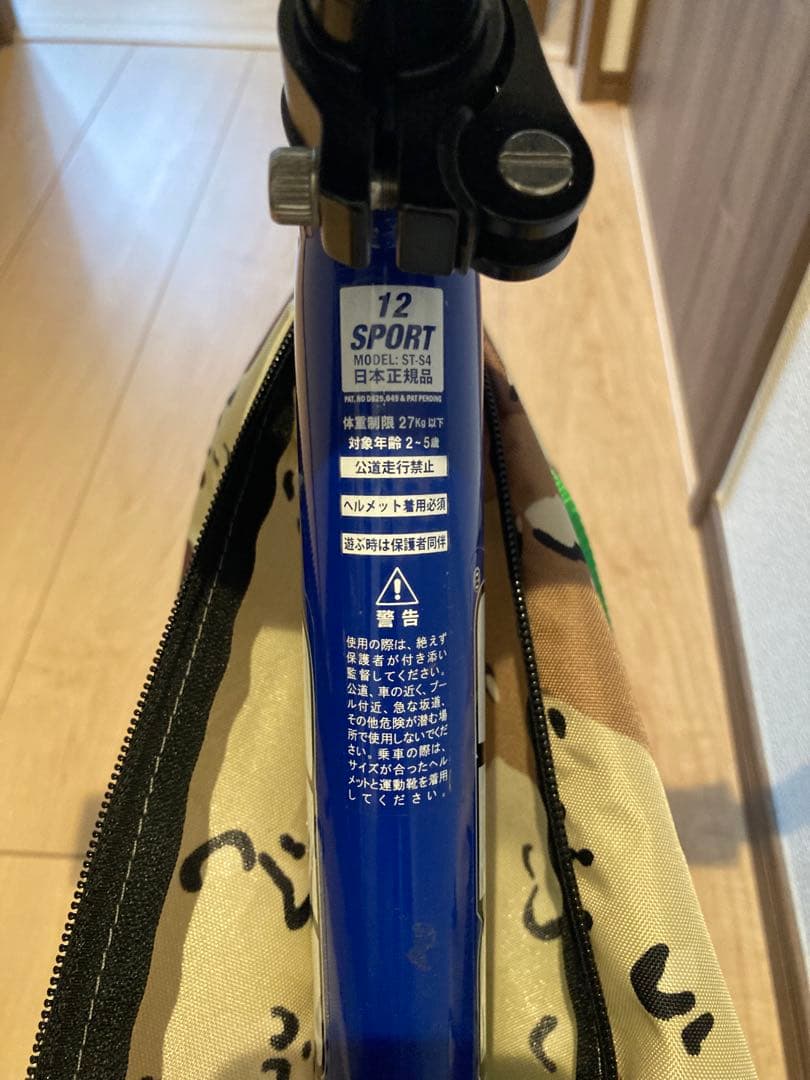 12
SPORT
MODEL: ST-S4
日本正規品
PAT. NO D629,049 & PAT PENDING
体重制限 27Kg 以下
対象年齢 2~5歳
公道走行禁止
ヘルメット着用必須
遊ぶ時は保護者同伴
警告
使用の際は、絶えず
保護者が付き添い
監督してください。
公道、車の近く、プー
ル付近、急な坂道、
その他危険が潜む場
所で使用しないでくだ
さい。乗車の際は、
サイズが合ったヘル
メットと運動靴を着用
してください。